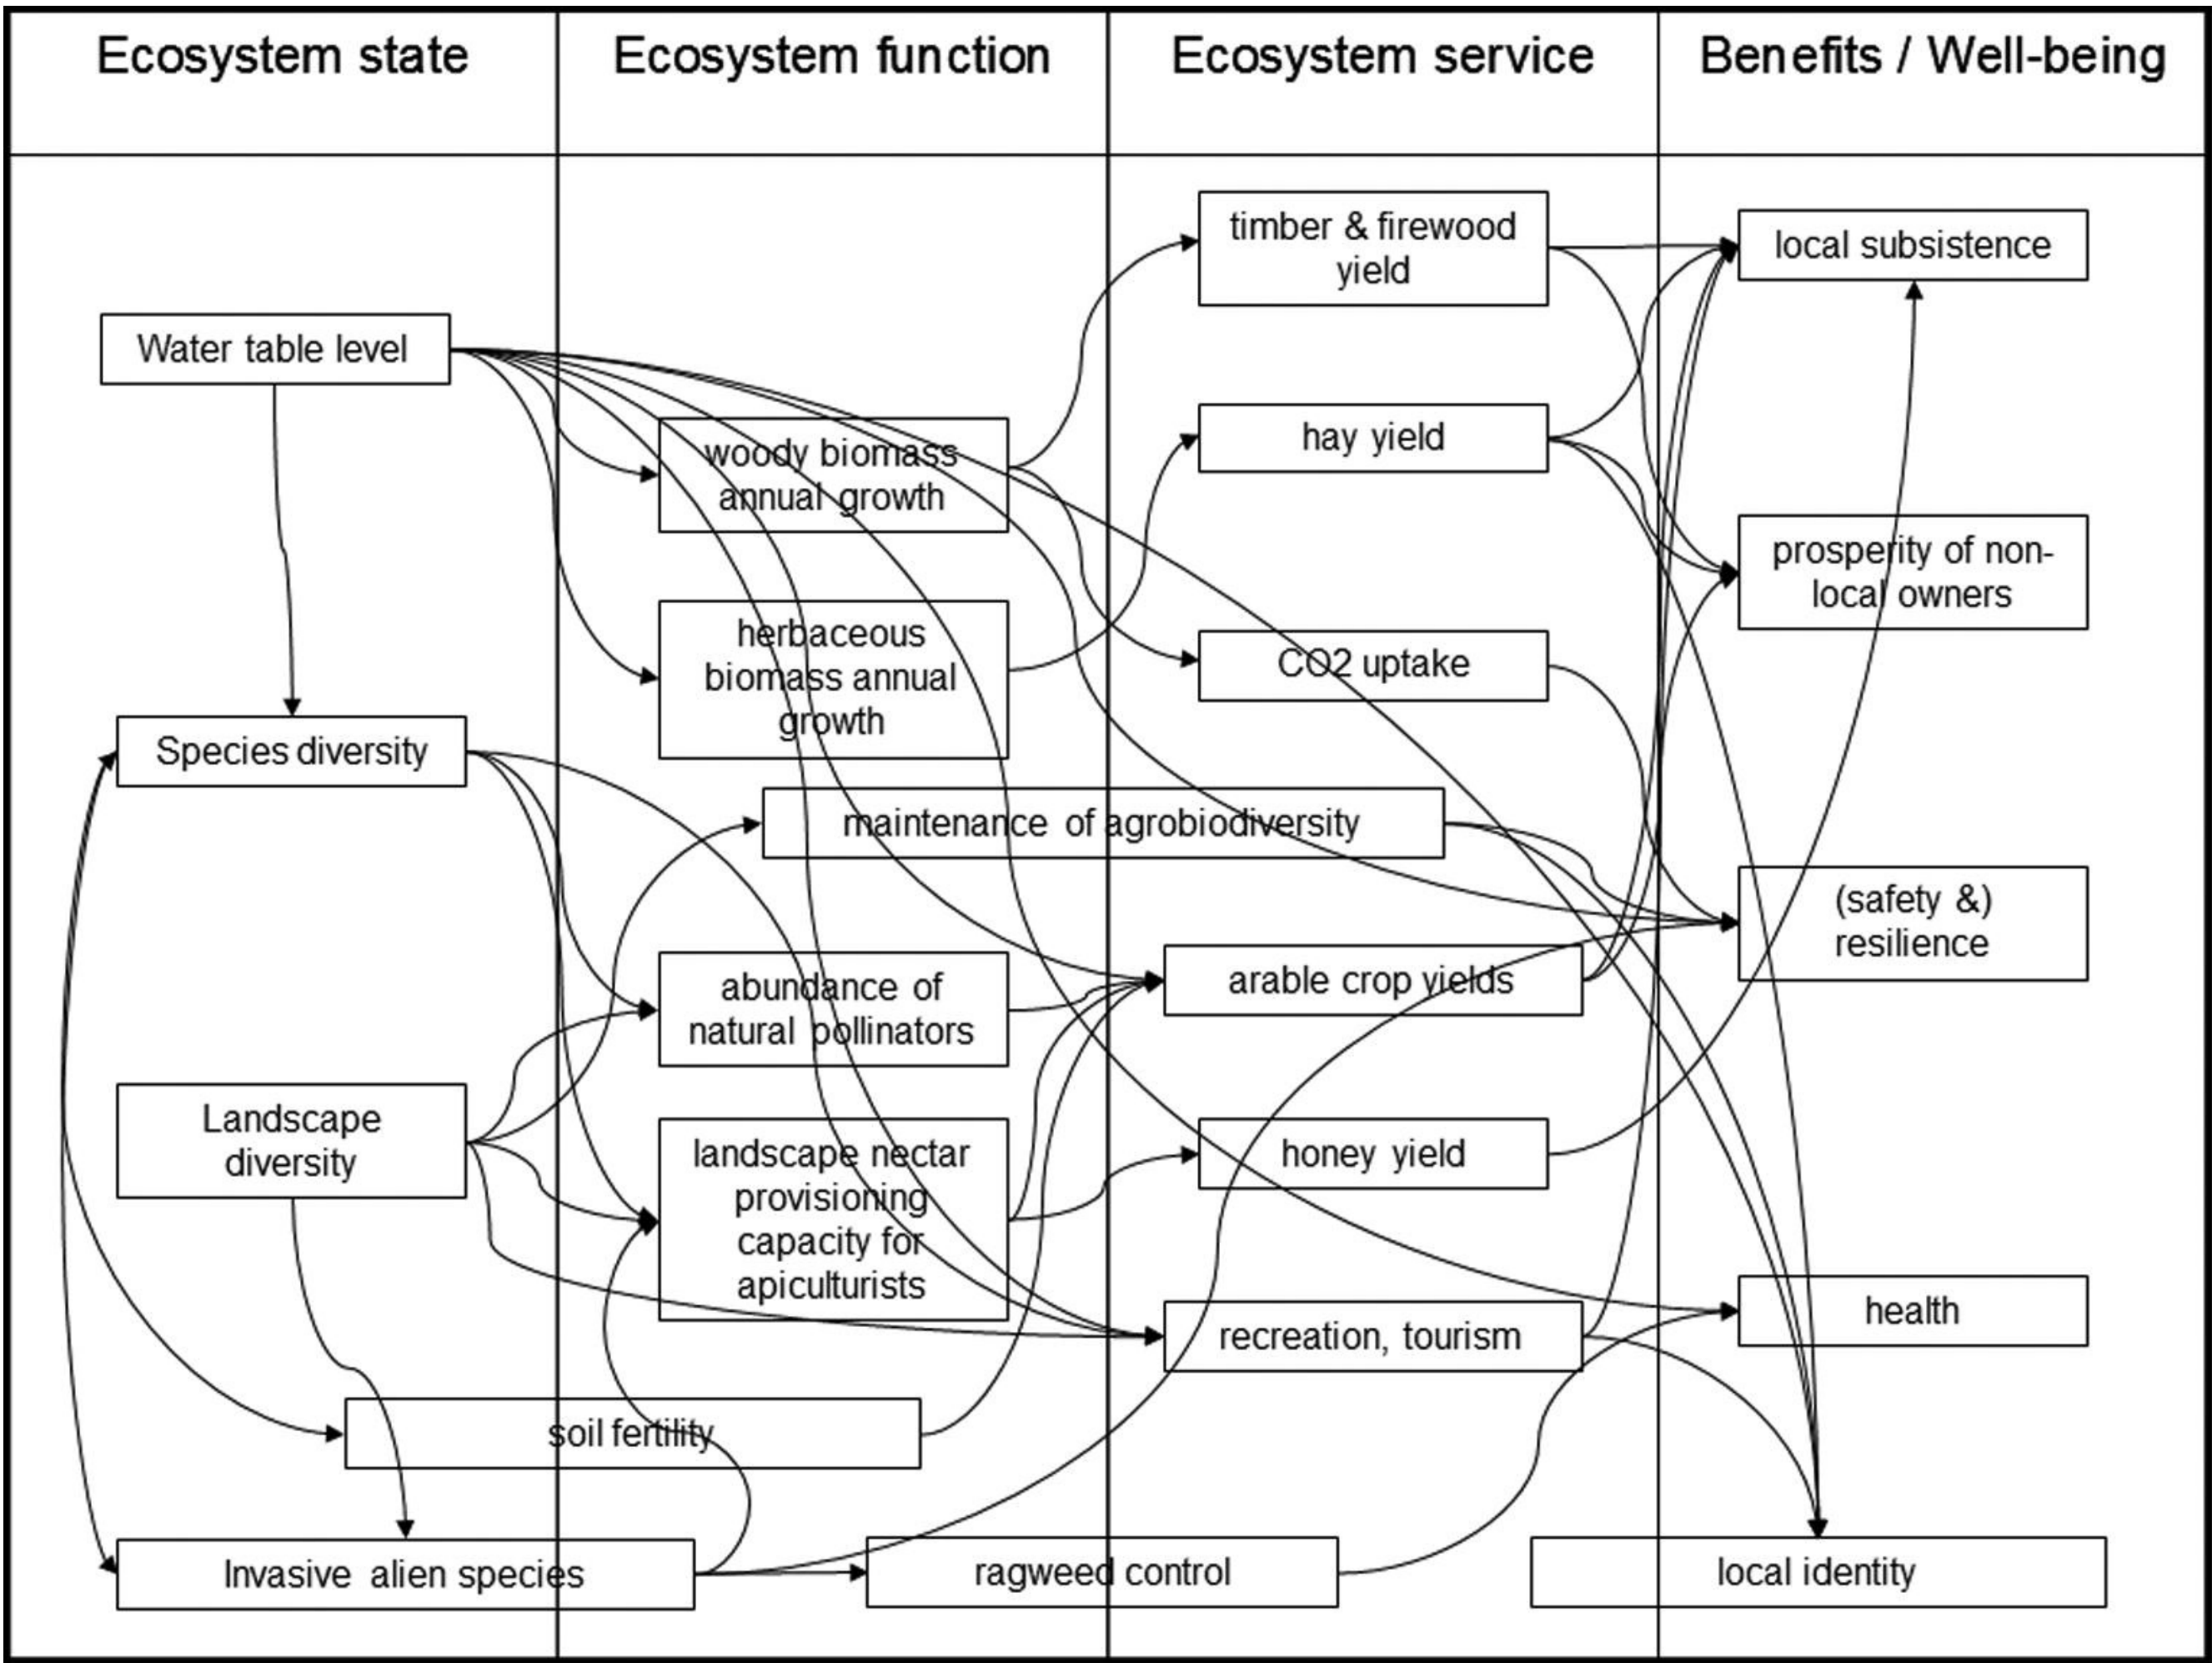 Ecosystem state
Ecosystem function
Ecosystem service
Benefits / Well-being
Water table level
Species diversity
Landscape
diversity
soil fertility
Invasive alien species
woody biomass
annual growth
herbaceous
biomass annual
growth
maintenance of agrobiodiversity
abundance of
natural pollinators
landscape nectar
provisioning
capacity for
apiculturists
ragweed control
timber & firewood
yield
hay yield
CO2 uptake
arable crop yields
honey yield
recreation, tourism
local subsistence
prosperity of non-
local owners
(safety &)
resilience
health
local identity